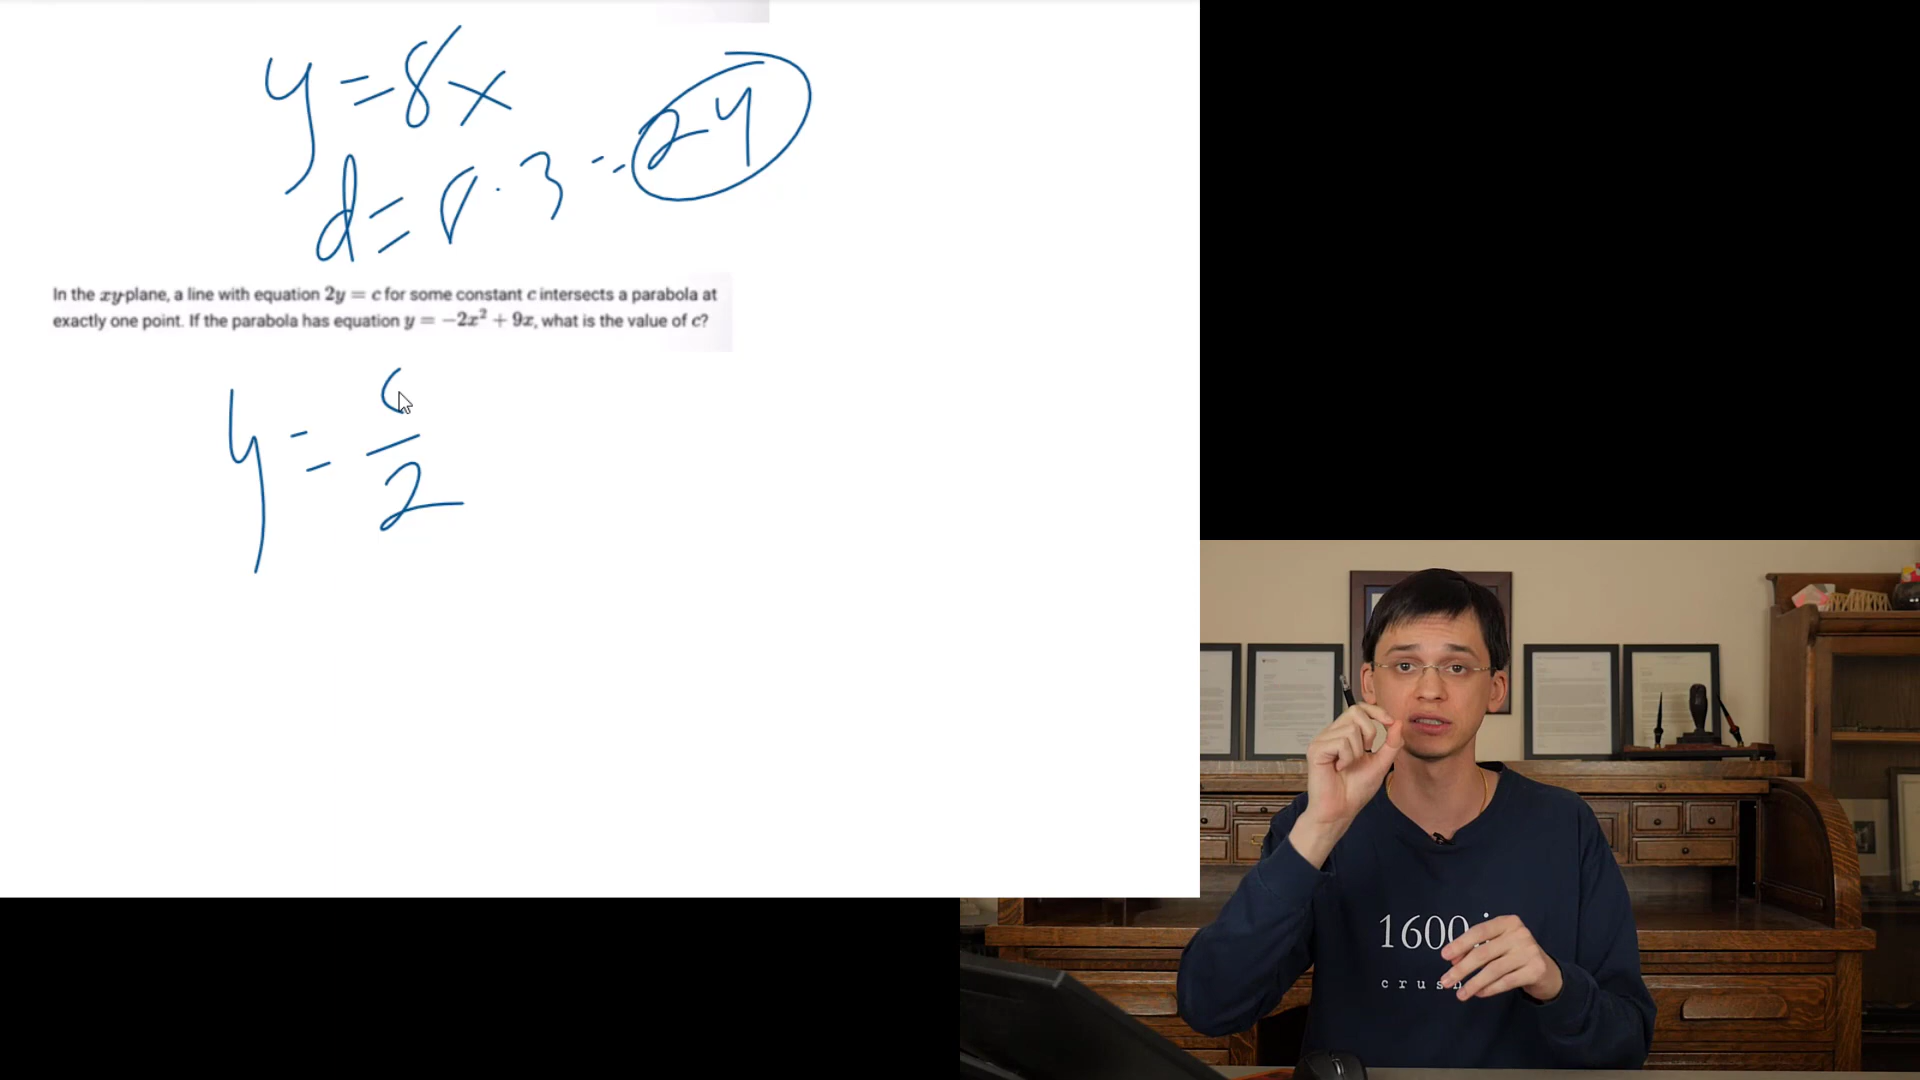 y = 8x
d = 8 · 3 = 24
In the xy-plane, a line with equation 2y = c for some constant c intersects a parabola at
exactly one point. If the parabola has equation y = −2x² + 9x, what is the value of c?
y = c/2
1600